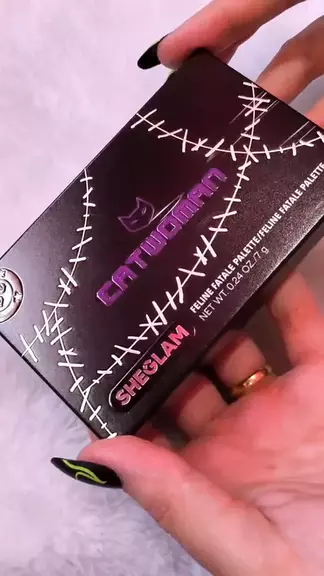 CATWOMAN
SHEGLAM
FELINE FATALE PALETTE/FELINE FATALE PALETTE
NET WT. 0.24 OZ./7 g